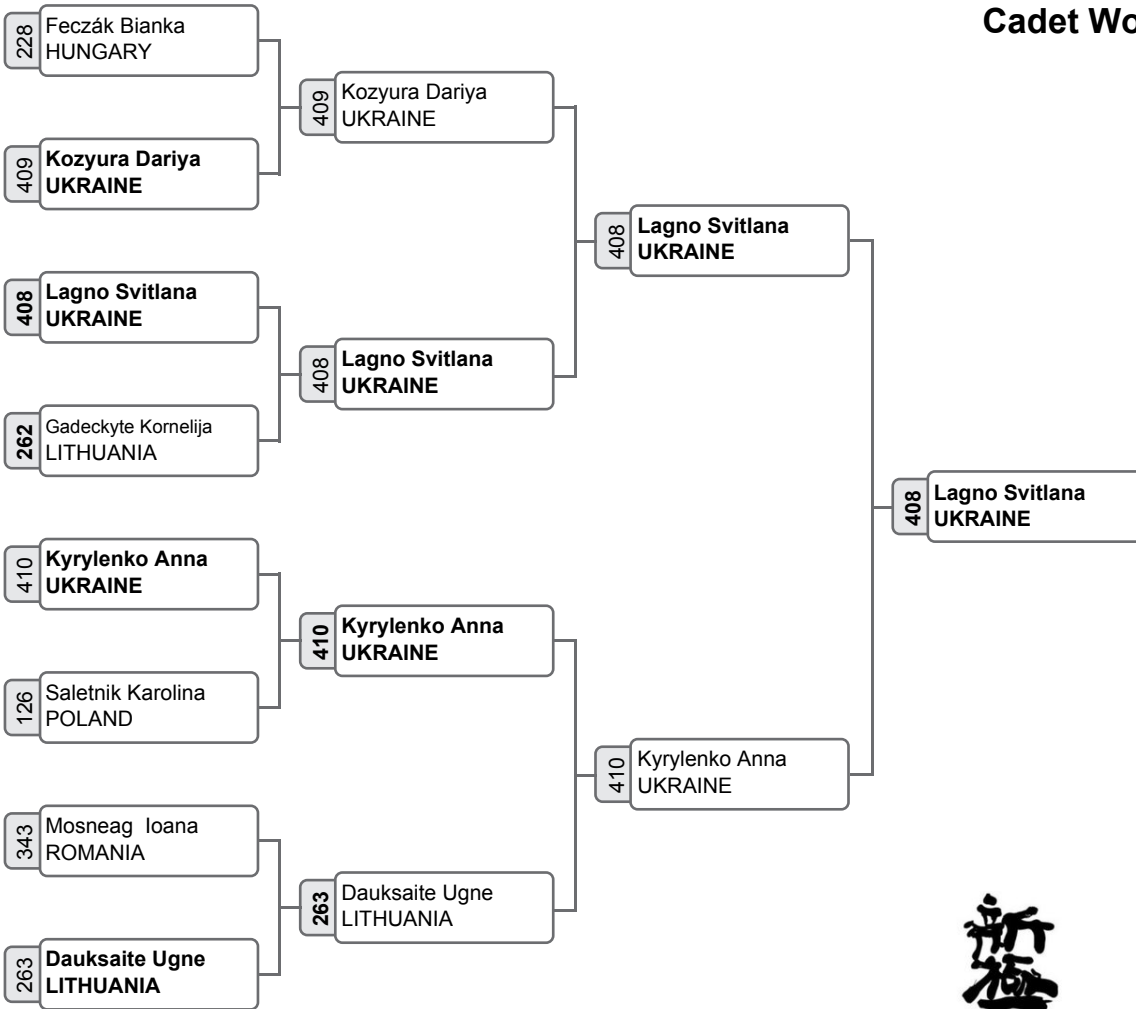 Cadet Wo
228
Feczák Bianka
HUNGARY
409
Kozyura Dariya
UKRAINE
408
Lagno Svitlana
UKRAINE
262
Gadeckyte Kornelija
LITHUANIA
410
Kyrylenko Anna
UKRAINE
126
Saletnik Karolina
POLAND
343
Mosneag Ioana
ROMANIA
263
Dauksaite Ugne
LITHUANIA
409
Kozyura Dariya
UKRAINE
408
Lagno Svitlana
UKRAINE
410
Kyrylenko Anna
UKRAINE
263
Dauksaite Ugne
LITHUANIA
408
Lagno Svitlana
UKRAINE
410
Kyrylenko Anna
UKRAINE
408
Lagno Svitlana
UKRAINE
新極